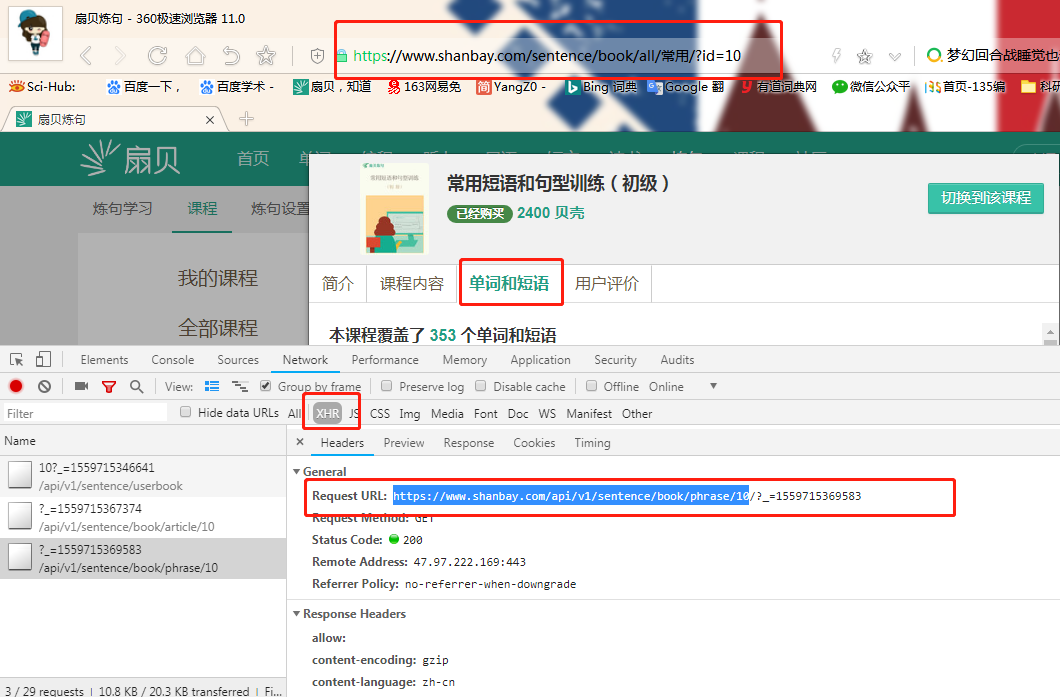 扇贝炼句 - 360极速浏览器 11.0
https://www.shanbay.com/sentence/book/all/常用/?id=10
梦幻回合战睡觉也
Sci-Hub: 百度一下， 百度学术 - 扇贝，知道 163网易免 YangZ0 - Bing 词典 Google 翻 有道词典网 微信公众平 首页-135编 科研
扇贝炼句
扇贝 首页
炼句学习 课程 炼句设置
我的课程
全部课程
扇贝炼句
常用短语和句型训练
常用短语和句型训练（初级）
已经购买 2400 贝壳
切换到该课程
简介 课程内容 单词和短语 用户评价
本课程覆盖了 353 个单词和短语
Elements Console Sources Network Performance Memory Application Security Audits
View: Group by frame Preserve log Disable cache Offline Online
Filter Hide data URLs All XHR JS CSS Img Media Font Doc WS Manifest Other
Name
10?_=1559715346641
/api/v1/sentence/userbook
?_=1559715367374
/api/v1/sentence/book/article/10
?_=1559715369583
/api/v1/sentence/book/phrase/10
3 / 29 requests | 10.8 KB / 20.3 KB transferred | Fi...
× Headers Preview Response Cookies Timing
General
Request URL: https://www.shanbay.com/api/v1/sentence/book/phrase/10/?_=1559715369583
Request Method: GET
Status Code: 200
Remote Address: 47.97.222.169:443
Referrer Policy: no-referrer-when-downgrade
Response Headers
allow:
content-encoding: gzip
content-language: zh-cn